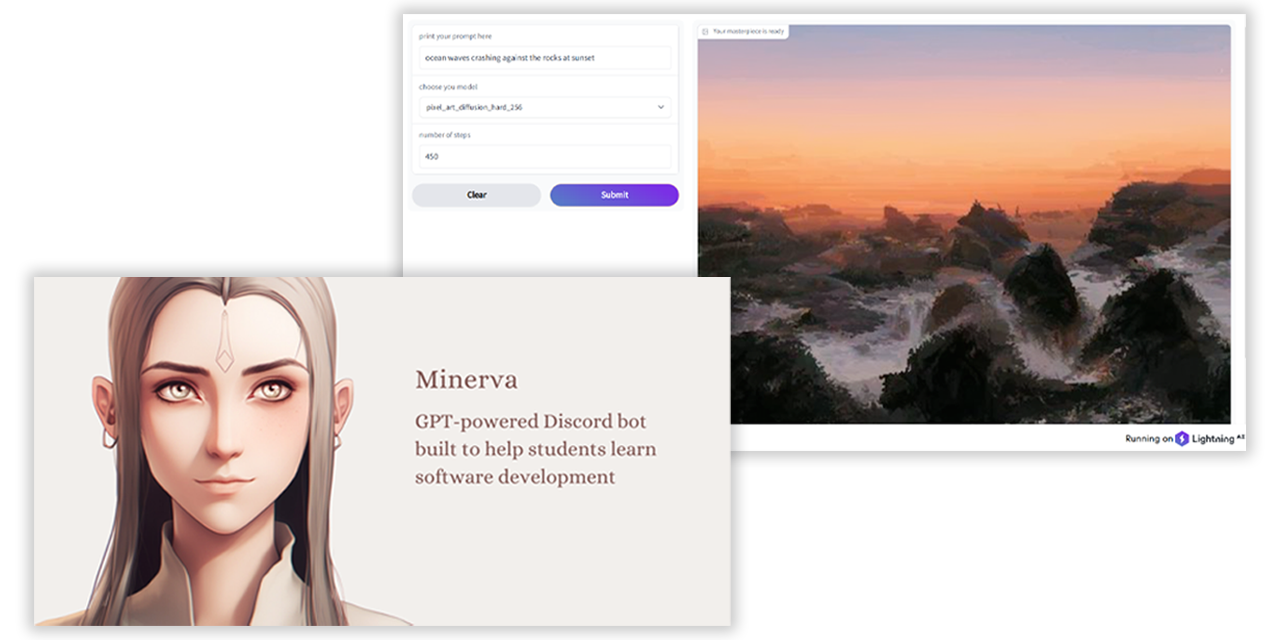 print your prompt here
ocean waves crashing against the rocks at sunset
choose you model
pixel_art_diffusion_hard_256
number of steps
450
Clear
Submit
Your masterpiece is ready
Running on Lightning AI
Minerva
GPT-powered Discord bot
built to help students learn
software development